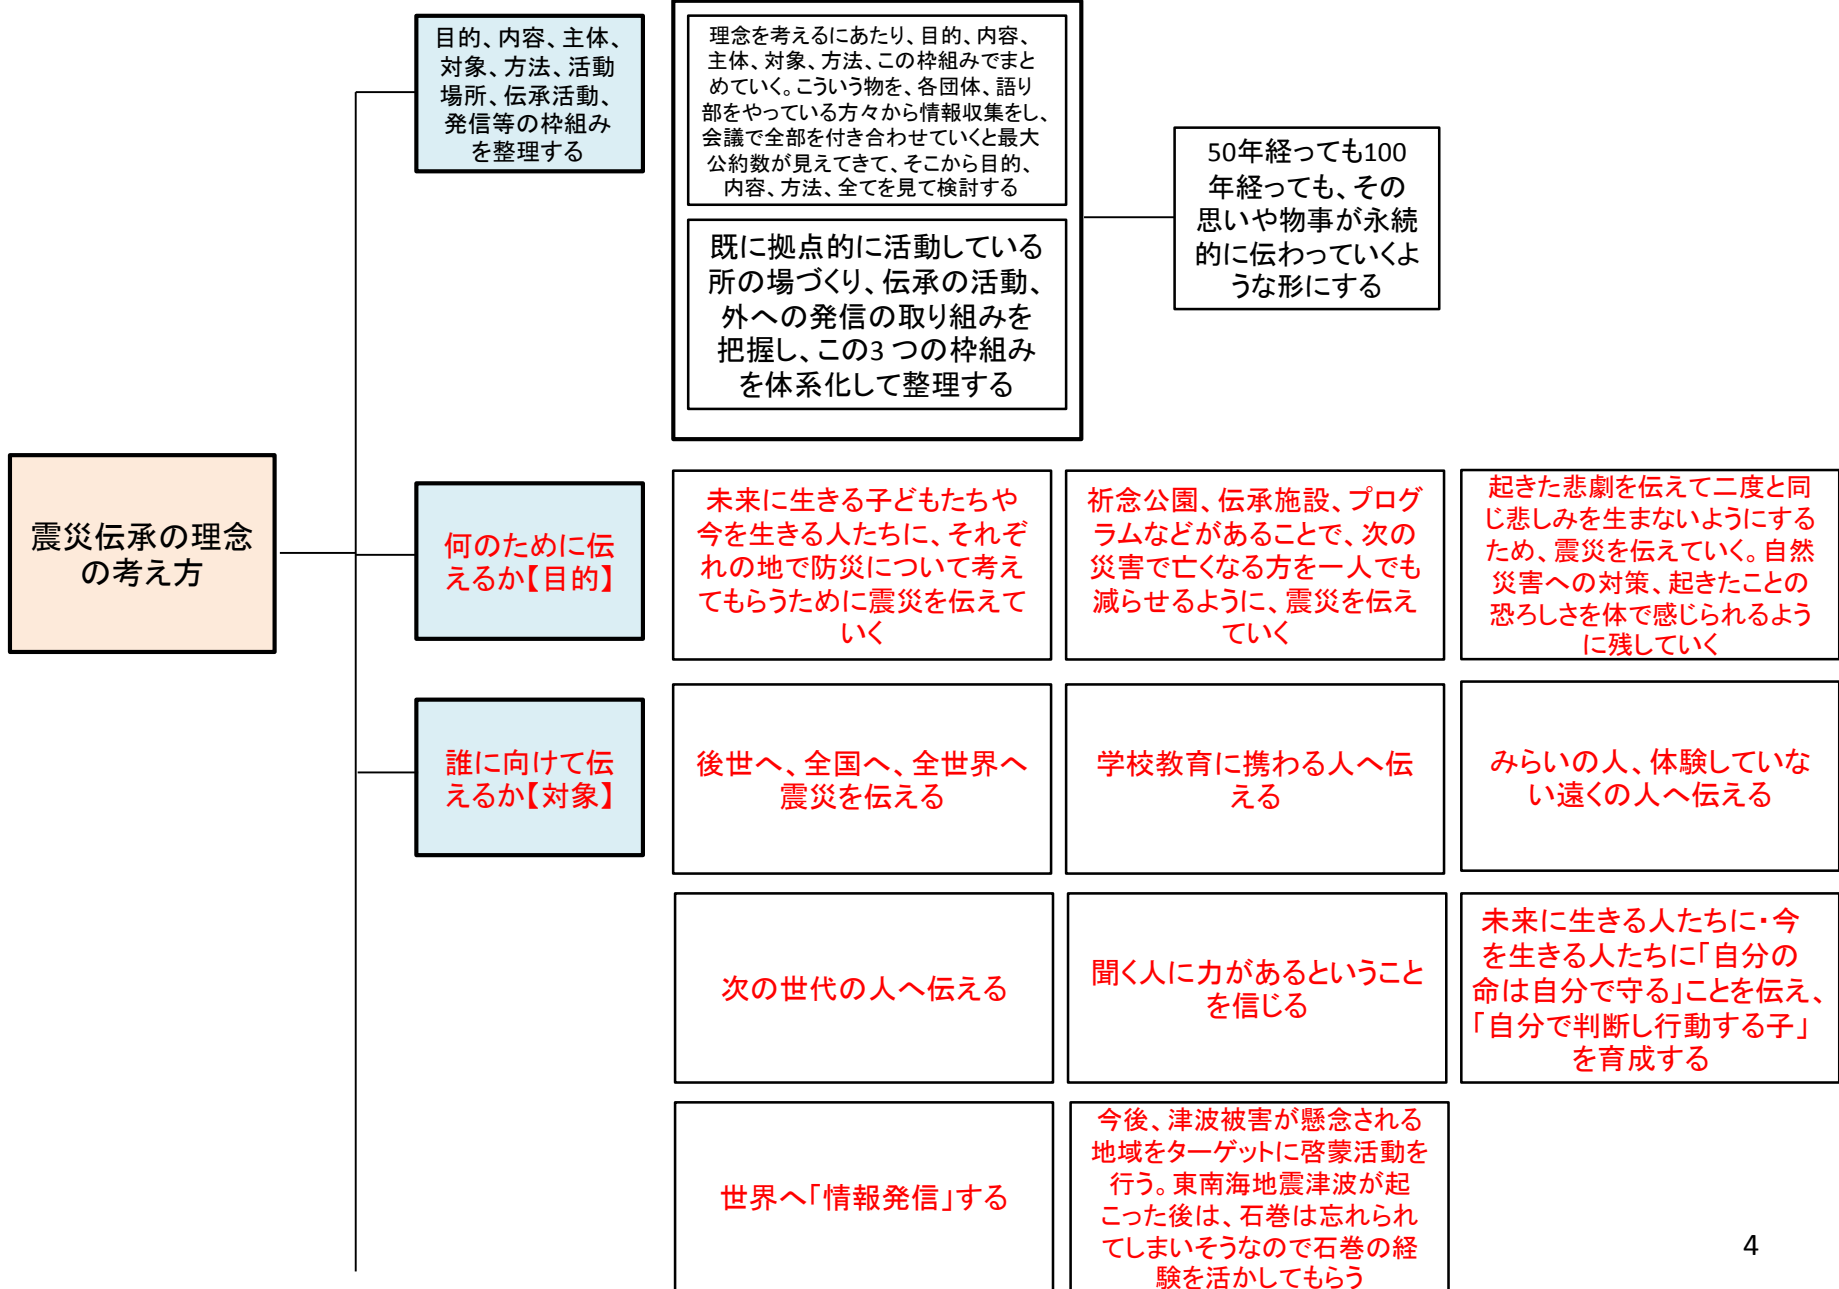 目的、内容、主体、
対象、方法、活動
場所、伝承活動、
発信等の枠組み
を整理する
理念を考えるにあたり、目的、内容、
主体、対象、方法、この枠組みでまと
めていく。こういう物を、各団体、語り
部をやっている方々から情報収集をし、
会議で全部を付き合わせていくと最大
公約数が見えてきて、そこから目的、
内容、方法、全てを見て検討する
既に拠点的に活動している
所の場づくり、伝承の活動、
外への発信の取り組みを
把握し、この3 つの枠組み
を体系化して整理する
50年経っても100
年経っても、その
思いや物事が永続
的に伝わっていくよ
うな形にする
震災伝承の理念
の考え方
何のために伝
えるか【目的】
未来に生きる子どもたちや
今を生きる人たちに、それぞ
れの地で防災について考え
てもらうために震災を伝えて
いく
祈念公園、伝承施設、プログ
ラムなどがあることで、次の
災害で亡くなる方を一人でも
減らせるように、震災を伝え
ていく
起きた悲劇を伝えて二度と同
じ悲しみを生まないようにする
ため、震災を伝えていく。自然
災害への対策、起きたことの
恐ろしさを体で感じられるよう
に残していく
誰に向けて伝
えるか【対象】
後世へ、全国へ、全世界へ
震災を伝える
学校教育に携わる人へ伝
える
みらいの人、体験していな
い遠くの人へ伝える
次の世代の人へ伝える
聞く人に力があるということ
を信じる
未来に生きる人たちに・今
を生きる人たちに「自分の
命は自分で守る」ことを伝え、
「自分で判断し行動する子」
を育成する
世界へ「情報発信」する
今後、津波被害が懸念される
地域をターゲットに啓蒙活動を
行う。東南海地震津波が起
こった後は、石巻は忘れられ
てしまいそうなので石巻の経
験を活かしてもらう
4